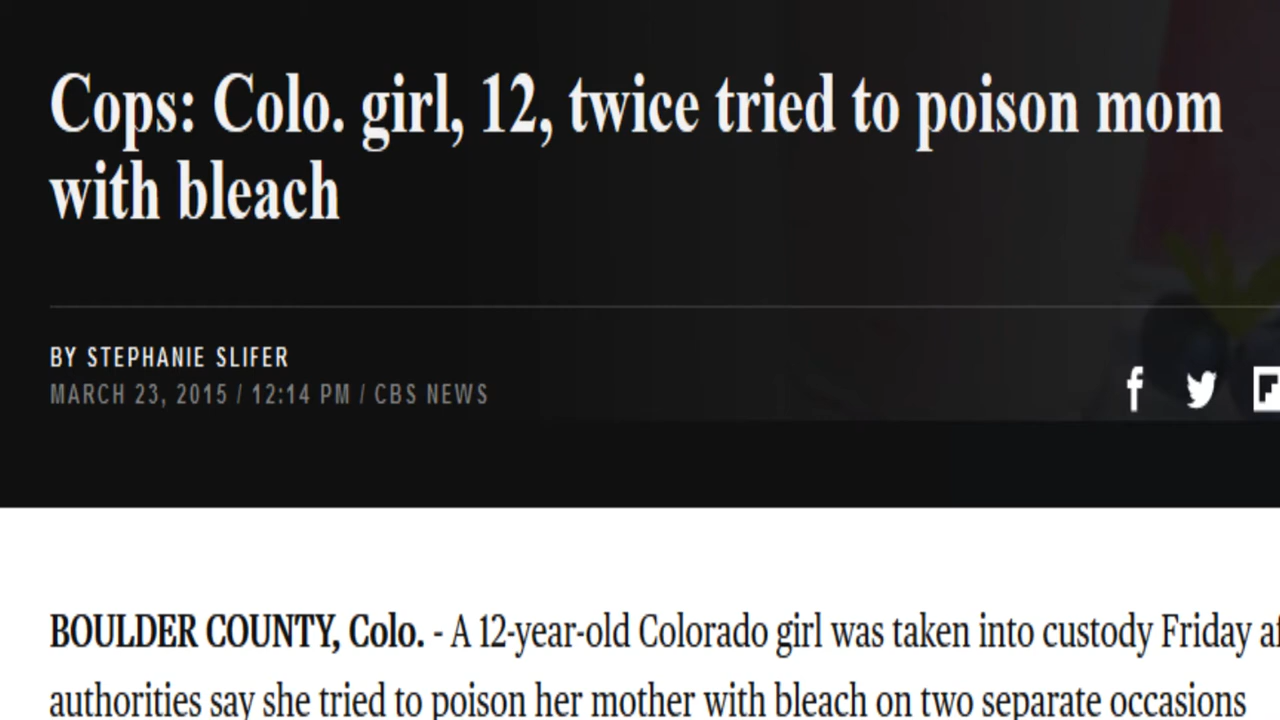 Cops: Colo. girl, 12, twice tried to poison mom
with bleach
BY STEPHANIE SLIFER
MARCH 23, 2015 / 12:14 PM / CBS NEWS
BOULDER COUNTY, Colo. - A 12-year-old Colorado girl was taken into custody Friday
authorities say she tried to poison her mother with bleach on two separate occasions